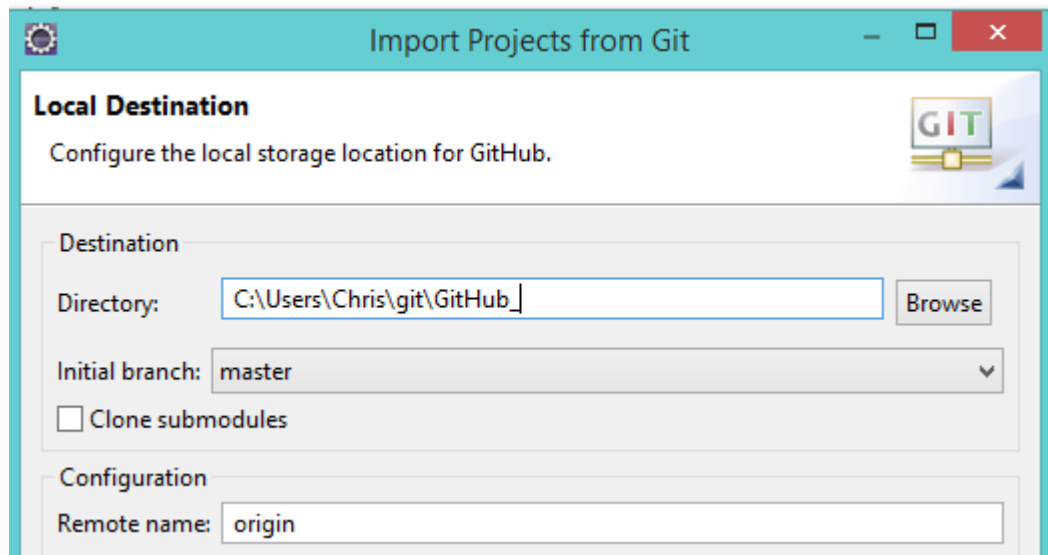 Import Projects from Git
Local Destination
Configure the local storage location for GitHub.
GIT
Destination
Directory: C:\Users\Chris\git\GitHub_ Browse
Initial branch: master
Clone submodules
Configuration
Remote name: origin